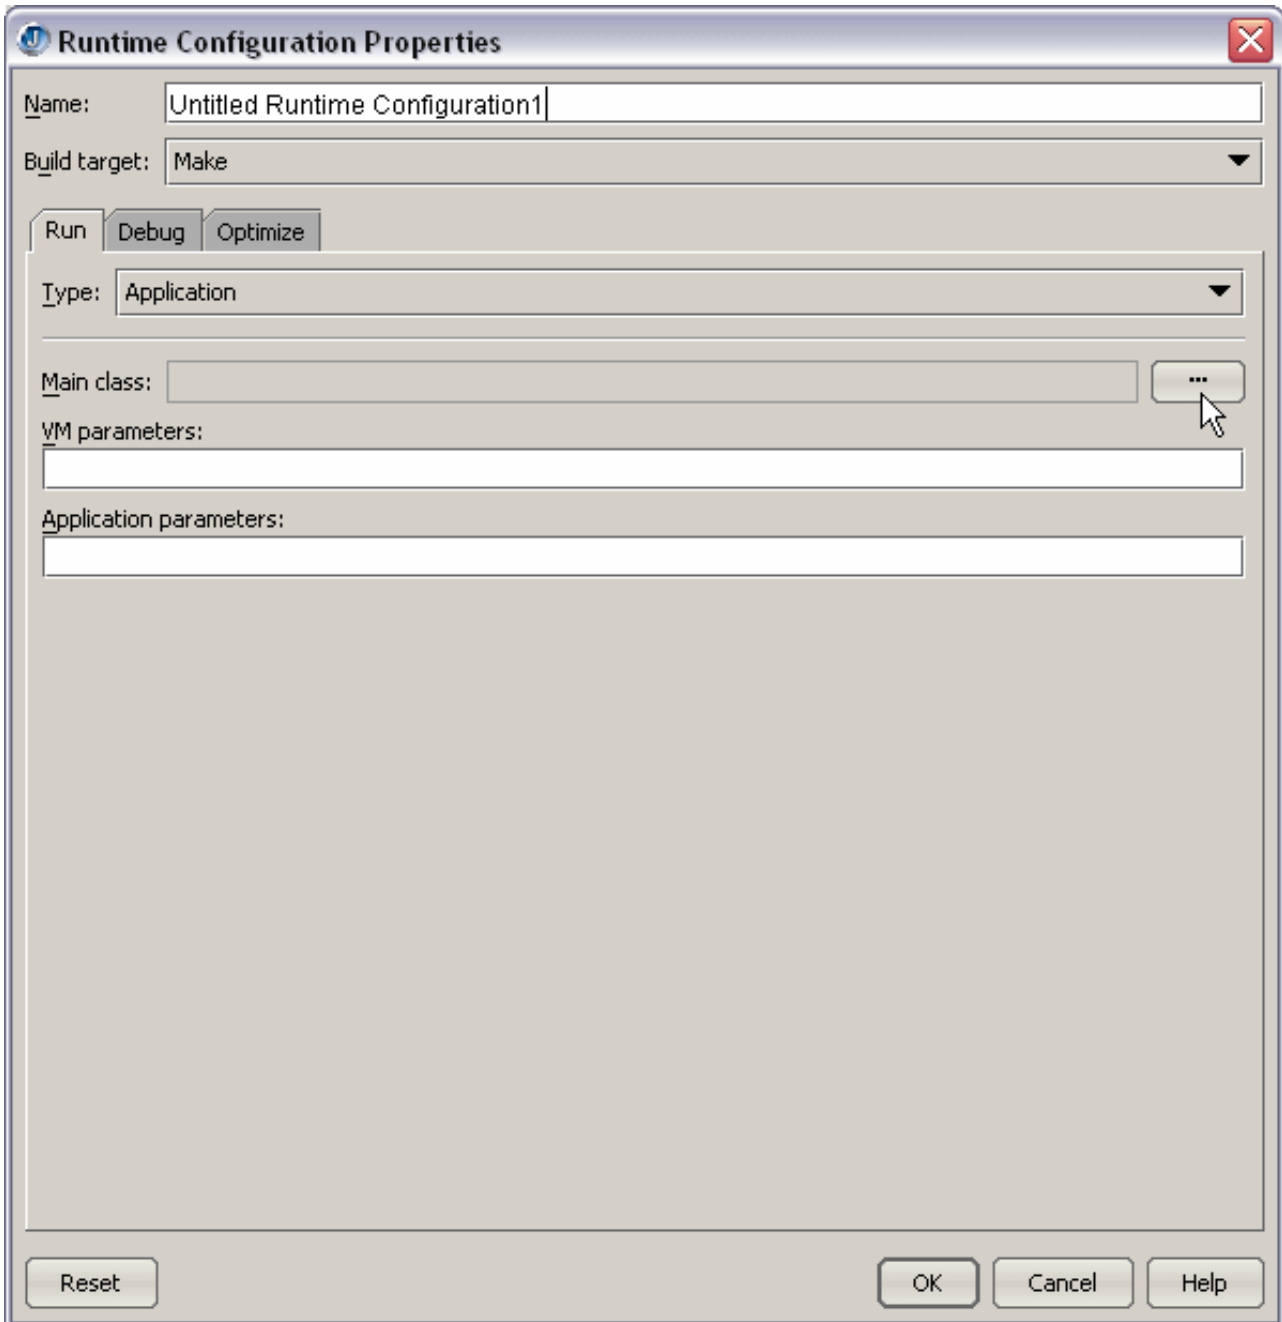 Runtime Configuration Properties
Name: Untitled Runtime Configuration1
Build target: Make
Run Debug Optimize
Type: Application
Main class: ...
VM parameters:
Application parameters:
Reset OK Cancel Help